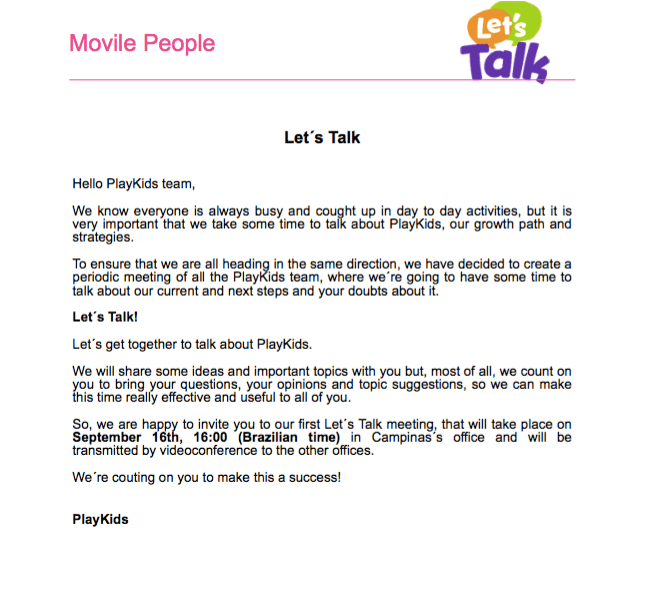 Movile People
Let's
Talk
Let´s Talk
Hello PlayKids team,
We know everyone is always busy and cought up in day to day activities, but it is
very important that we take some time to talk about PlayKids, our growth path and
strategies.
To ensure that we are all heading in the same direction, we have decided to create a
periodic meeting of all the PlayKids team, where we´re going to have some time to
talk about our current and next steps and your doubts about it.
Let´s Talk!
Let´s get together to talk about PlayKids.
We will share some ideas and important topics with you but, most of all, we count on
you to bring your questions, your opinions and topic suggestions, so we can make
this time really effective and useful to all of you.
So, we are happy to invite you to our first Let´s Talk meeting, that will take place on
September 16th, 16:00 (Brazilian time) in Campinas´s office and will be
transmitted by videoconference to the other offices.
We´re couting on you to make this a success!
PlayKids